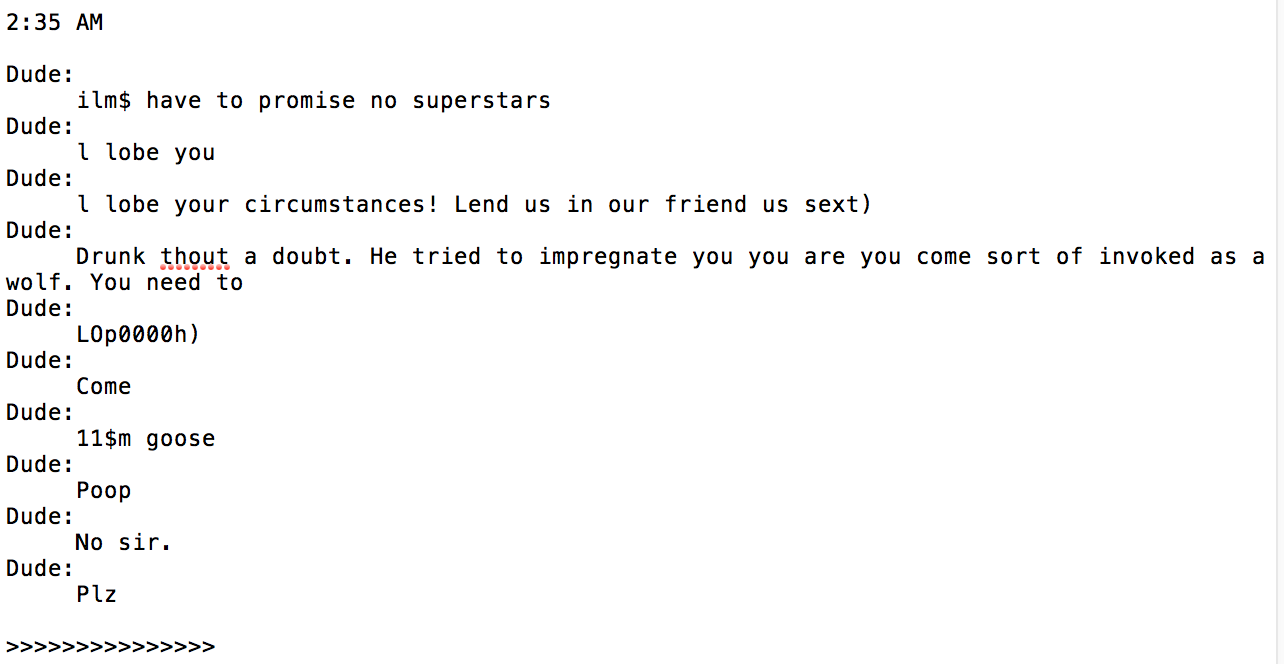 2:35 AM
Dude:
ilm$ have to promise no superstars
Dude:
l lobe you
Dude:
l lobe your circumstances! Lend us in our friend us sext)
Dude:
Drunk thout a doubt. He tried to impregnate you you are you come sort of invoked as a
wolf. You need to
Dude:
LOp0000h)
Dude:
Come
Dude:
11$m goose
Dude:
Poop
Dude:
No sir.
Dude:
Plz
>>>>>>>>>>>>>>>